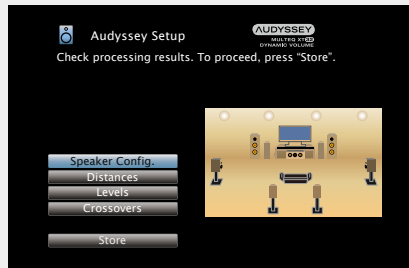 Audyssey Setup
AUDYSSEY
MULTEQ XT32
DYNAMIC VOLUME
Check processing results. To proceed, press “Store”.
Speaker Config.
Distances
Levels
Crossovers
Store